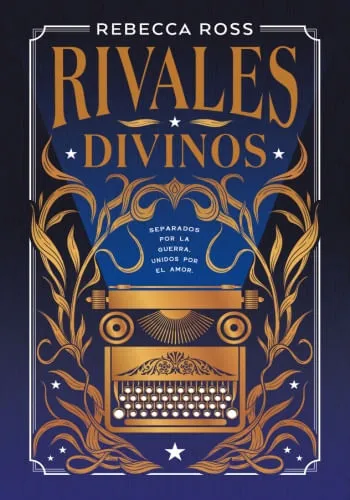 REBECCA ROSS
RIVALES
DIVINOS
SEPARADOS
POR LA
GUERRA,
UNIDOS POR
EL AMOR.